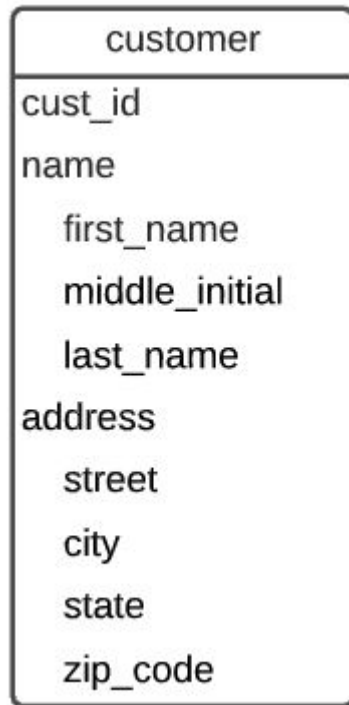 customer
cust_id
name
first_name
middle_initial
last_name
address
street
city
state
zip_code